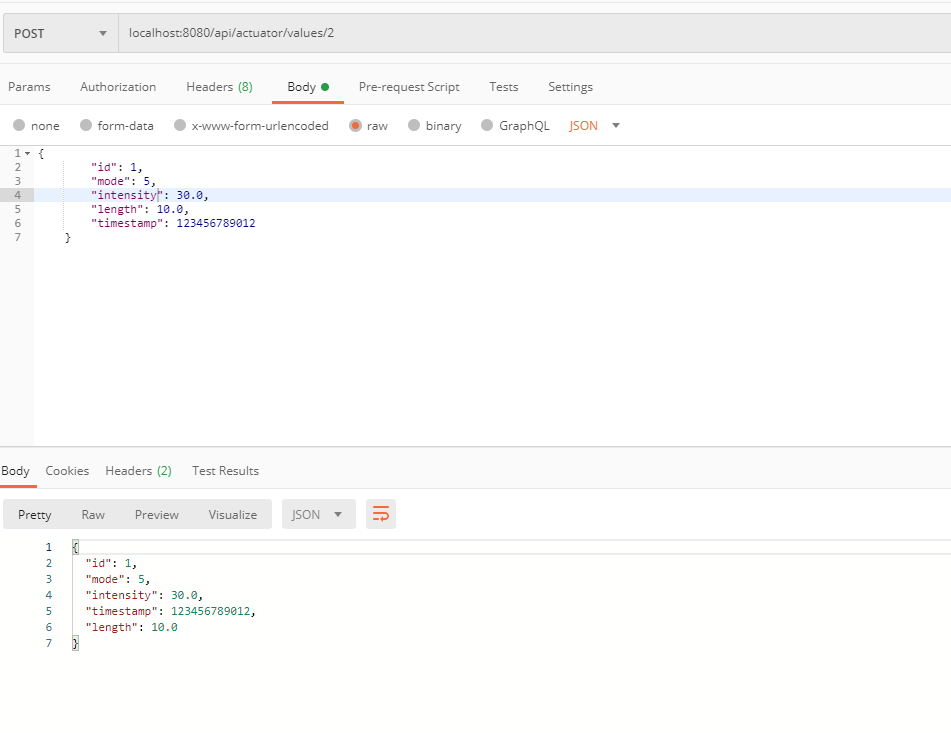 POST localhost:8080/api/actuator/values/2
Params Authorization Headers (8) Body Pre-request Script Tests Settings
none form-data x-www-form-urlencoded raw binary GraphQL JSON
1 {
2 "id": 1,
3 "mode": 5,
4 "intensity": 30.0,
5 "length": 10.0,
6 "timestamp": 123456789012
7 }
Body Cookies Headers (2) Test Results
Pretty Raw Preview Visualize JSON
1 {
2 "id": 1,
3 "mode": 5,
4 "intensity": 30.0,
5 "timestamp": 123456789012,
6 "length": 10.0
7 }